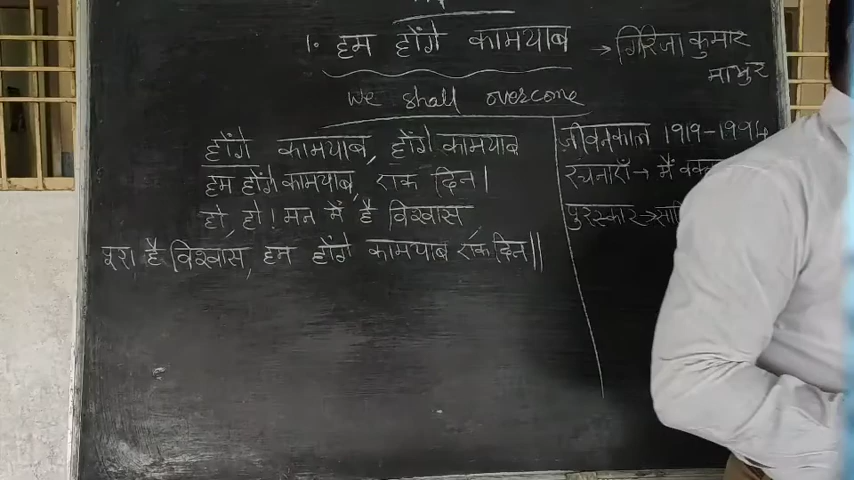 1. हम होंगे कामयाब → गिरिजा कुमार
माथुर
We shall overcome
होंगे कामयाब, होंगे कामयाब
हम होंगे कामयाब, एक दिन।
हो, हो! मन में है विश्वास
पूरा है विश्वास, हम होंगे कामयाब एक दिन॥
जीवनकाल 1919-1994
रचनाएँ → मैं
पुरस्कार →